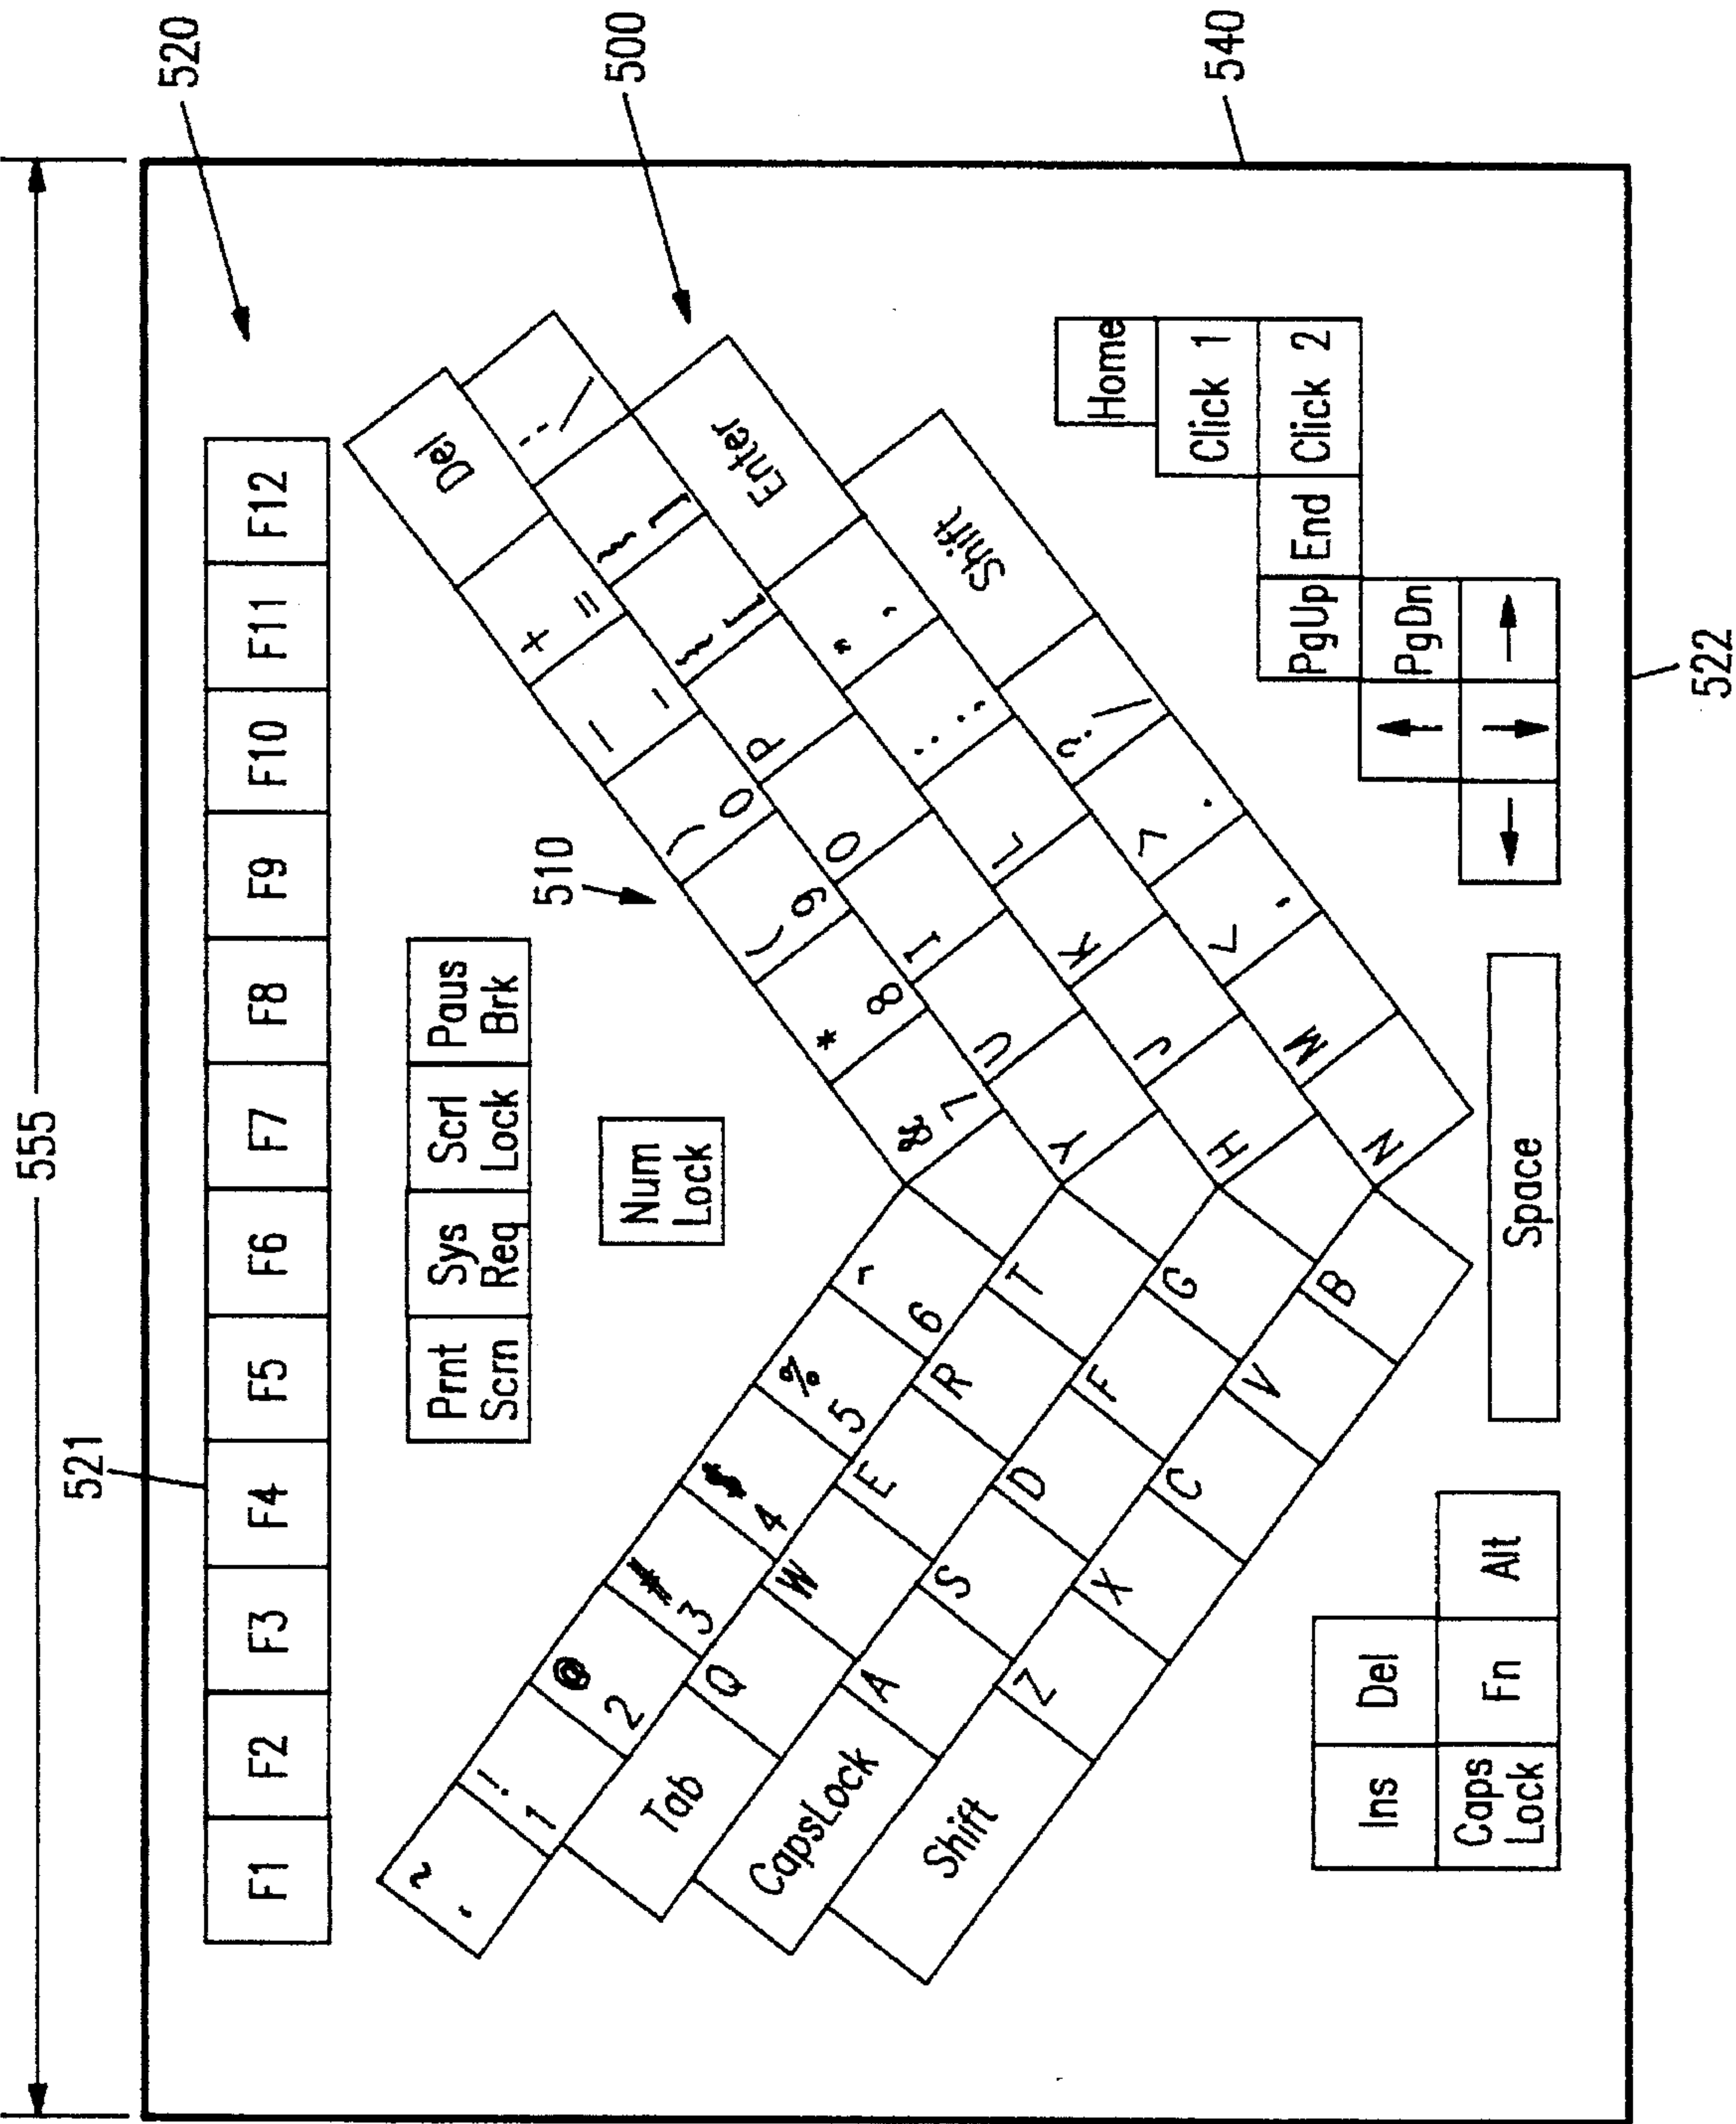 555
521
520
F1 F2 F3 F4 F5 F6 F7 F8 F9 F10 F11 F12
500
Prnt Scrn
Sys Req
Scrl Lock
Paus Brk
Num Lock
510
~ `
! 1
@ 2
# 3
$ 4
% 5
^ 6
& 7
* 8
( 9
) 0
+ =
Del
Tab Q W E R T
Y U I O P
CapsLock A S D F G
H J K L : ; " ' Enter
Shift Z X C V B
N M
? /
Shift
Home
Click 1
Click 2
End
PgUp
PgDn
← ↑ ↓ →
Ins Del
Caps Lock
Fn Alt
Space
540
522